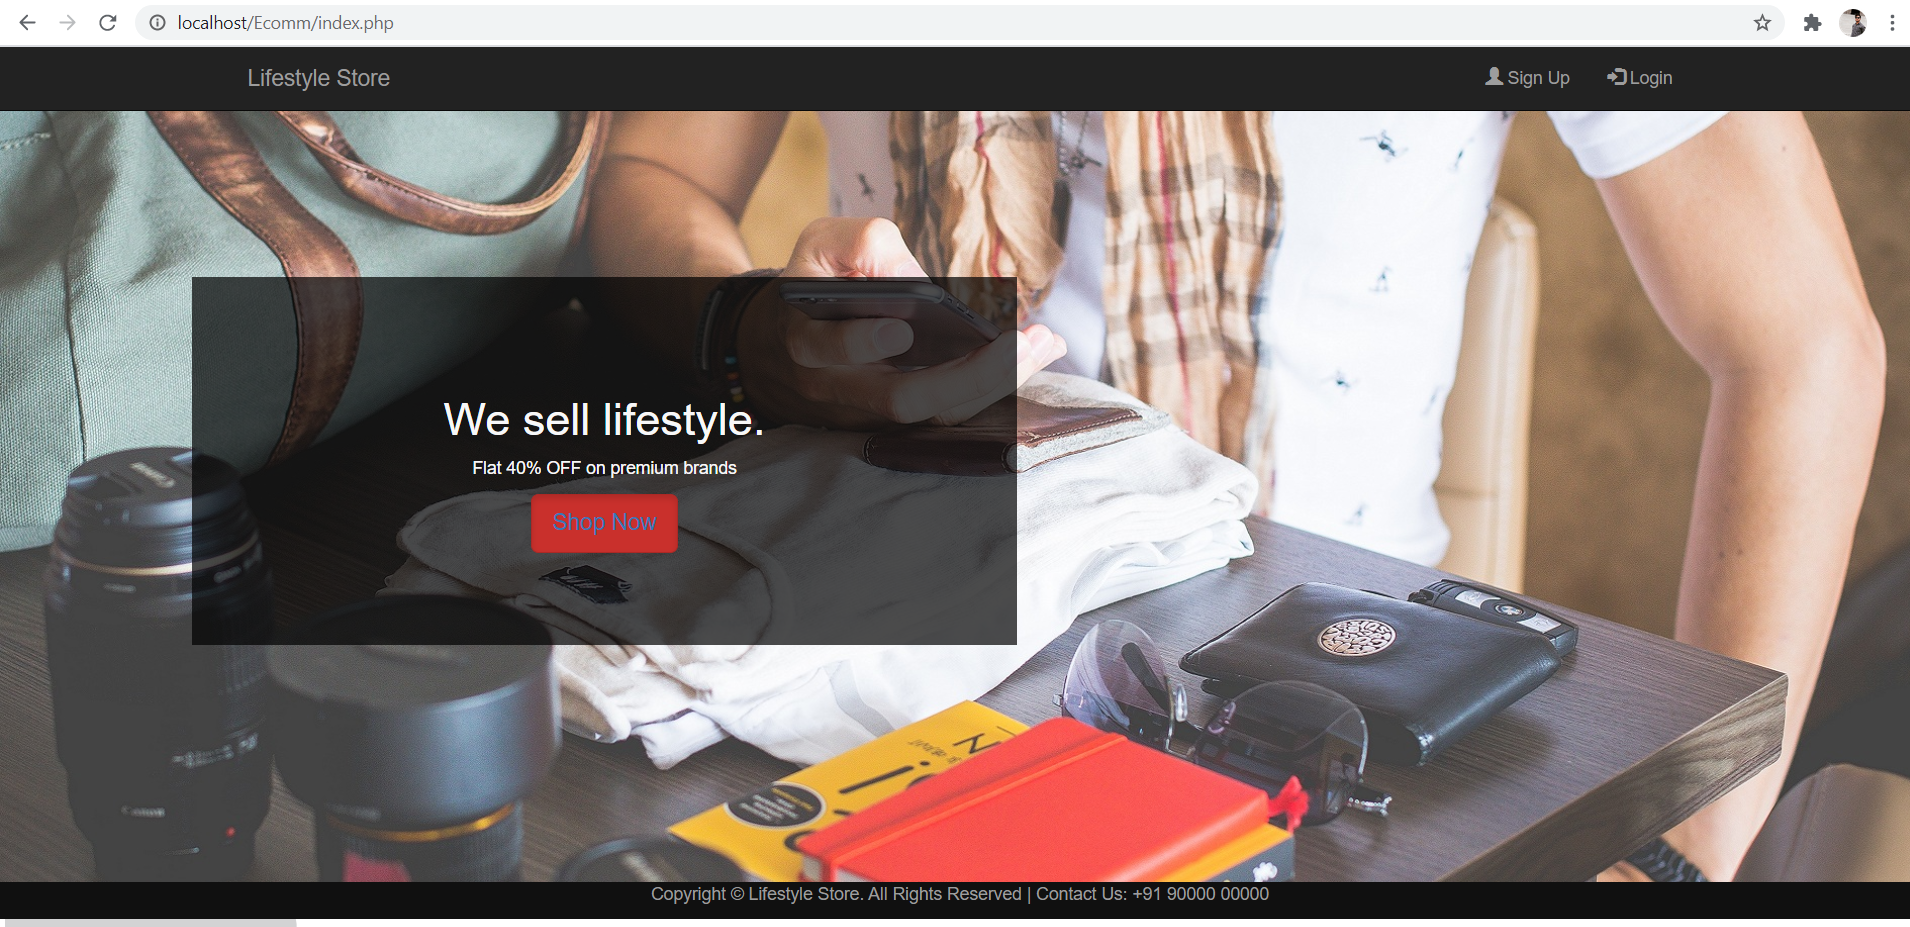 localhost/Ecomm/index.php
Lifestyle Store
Sign Up
Login
We sell lifestyle.
Flat 40% OFF on premium brands
Shop Now
Canon
Copyright © Lifestyle Store. All Rights Reserved | Contact Us: +91 90000 00000